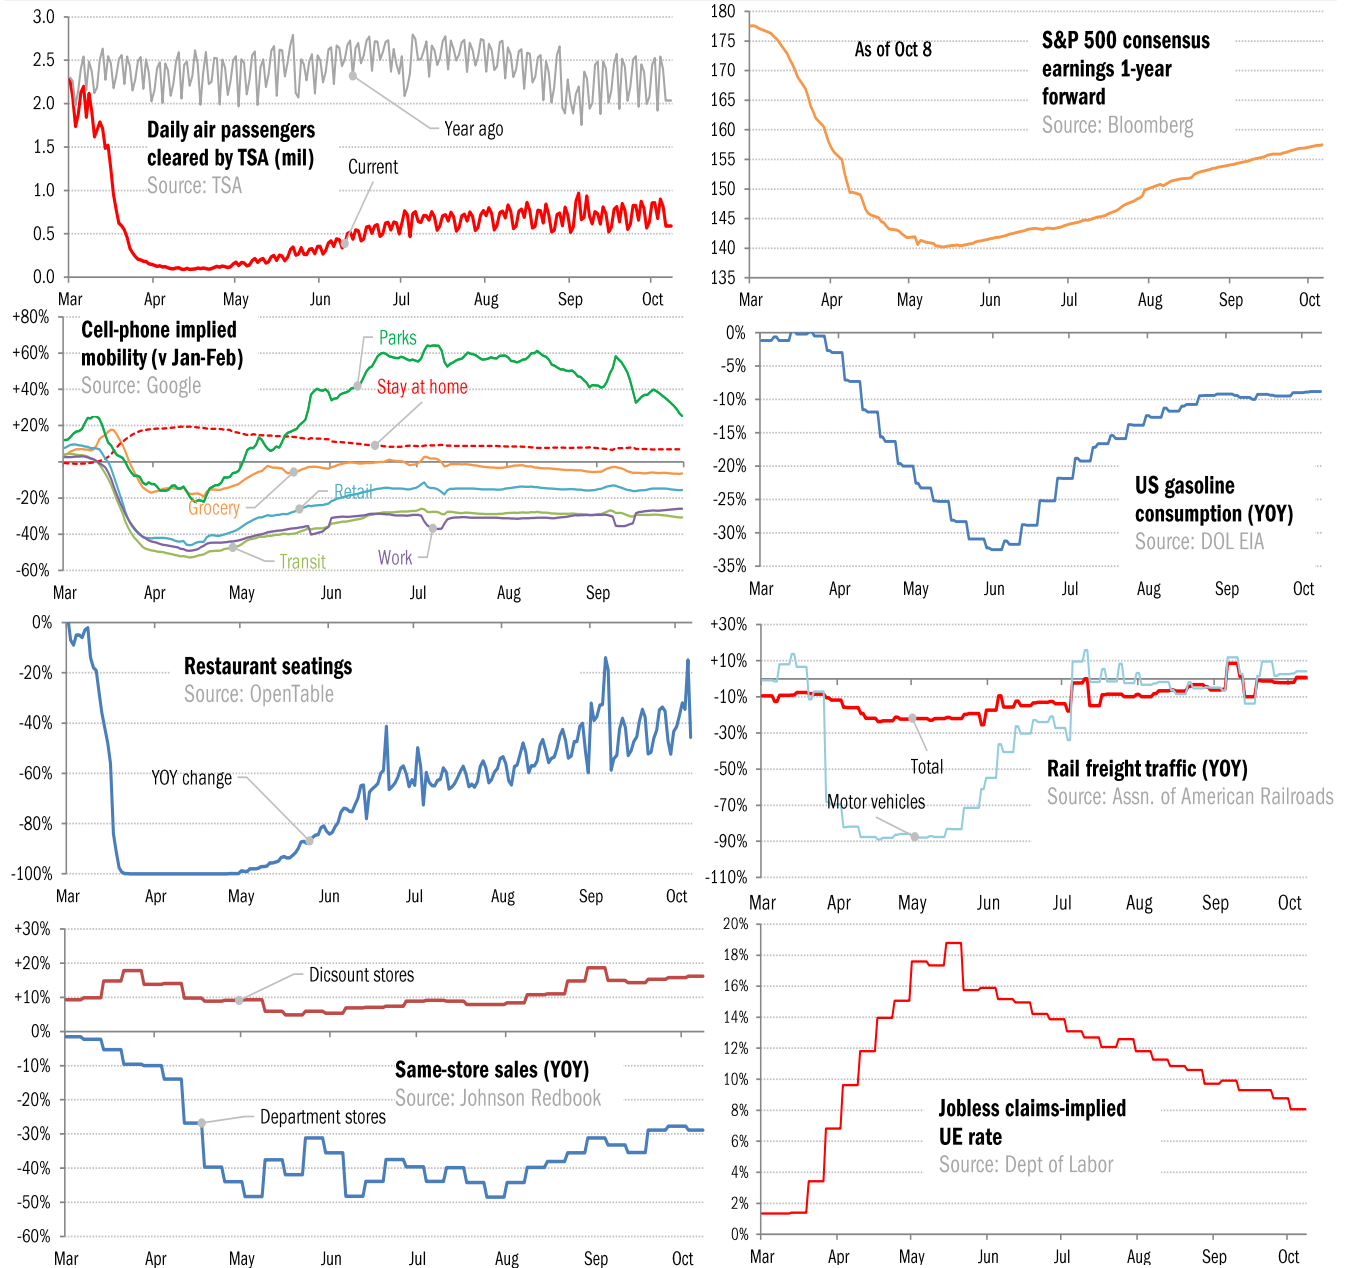 3.0
2.5
2.0
1.5
1.0
0.5
0.0
Mar Apr May Jun Jul Aug Sep Oct
Daily air passengers
cleared by TSA (mil)
Source: TSA
Year ago
Current
180
175
170
165
160
155
150
145
140
135
Mar Apr May Jun Jul Aug Sep Oct
As of Oct 8
S&P 500 consensus
earnings 1-year
forward
Source: Bloomberg
+80%
+60%
+40%
+20%
-20%
-40%
-60%
Mar Apr May Jun Jul Aug Sep
Cell-phone implied
mobility (v Jan-Feb)
Source: Google
Parks
Stay at home
Grocery
Retail
Transit
Work
0%
-5%
-10%
-15%
-20%
-25%
-30%
-35%
Mar Apr May Jun Jul Aug Sep Oct
US gasoline
consumption (YOY)
Source: DOL EIA
0%
-20%
-40%
-60%
-80%
-100%
Mar Apr May Jun Jul Aug Sep Oct
Restaurant seatings
Source: OpenTable
YOY change
+30%
+10%
-10%
-30%
-50%
-70%
-90%
-110%
Mar Apr May Jun Jul Aug Sep Oct
Total
Motor vehicles
Rail freight traffic (YOY)
Source: Assn. of American Railroads
+30%
+20%
+10%
0%
-10%
-20%
-30%
-40%
-50%
-60%
Mar Apr May Jun Jul Aug Sep Oct
Dicsount stores
Same-store sales (YOY)
Source: Johnson Redbook
Department stores
20%
18%
16%
14%
12%
10%
8%
6%
4%
2%
0%
Mar Apr May Jun Jul Aug Sep Oct
Jobless claims-implied
UE rate
Source: Dept of Labor